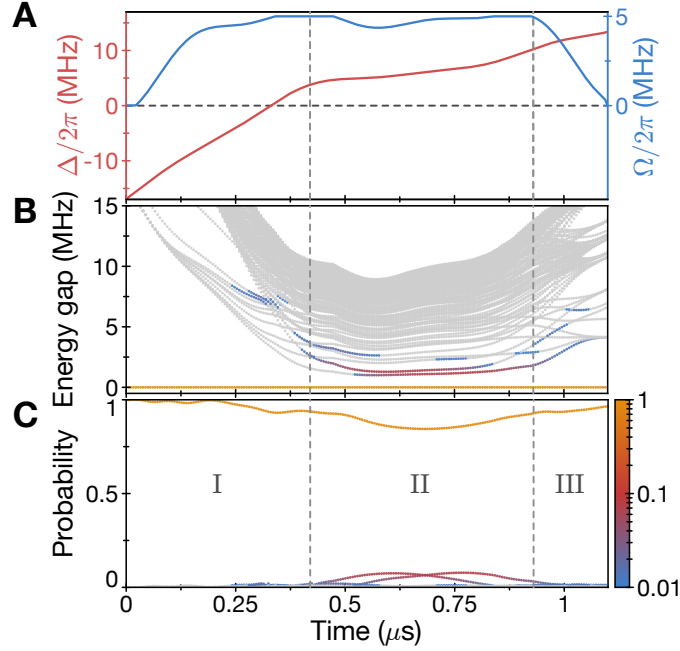 A
Δ/2π (MHz)
10
0
-10
5
0
Ω/2π (MHz)
B
Energy gap (MHz)
15
10
5
0
C
Probability
1
0.5
0
I
II
III
1
0.1
0.01
0
0.25
0.5
0.75
1
Time (μs)